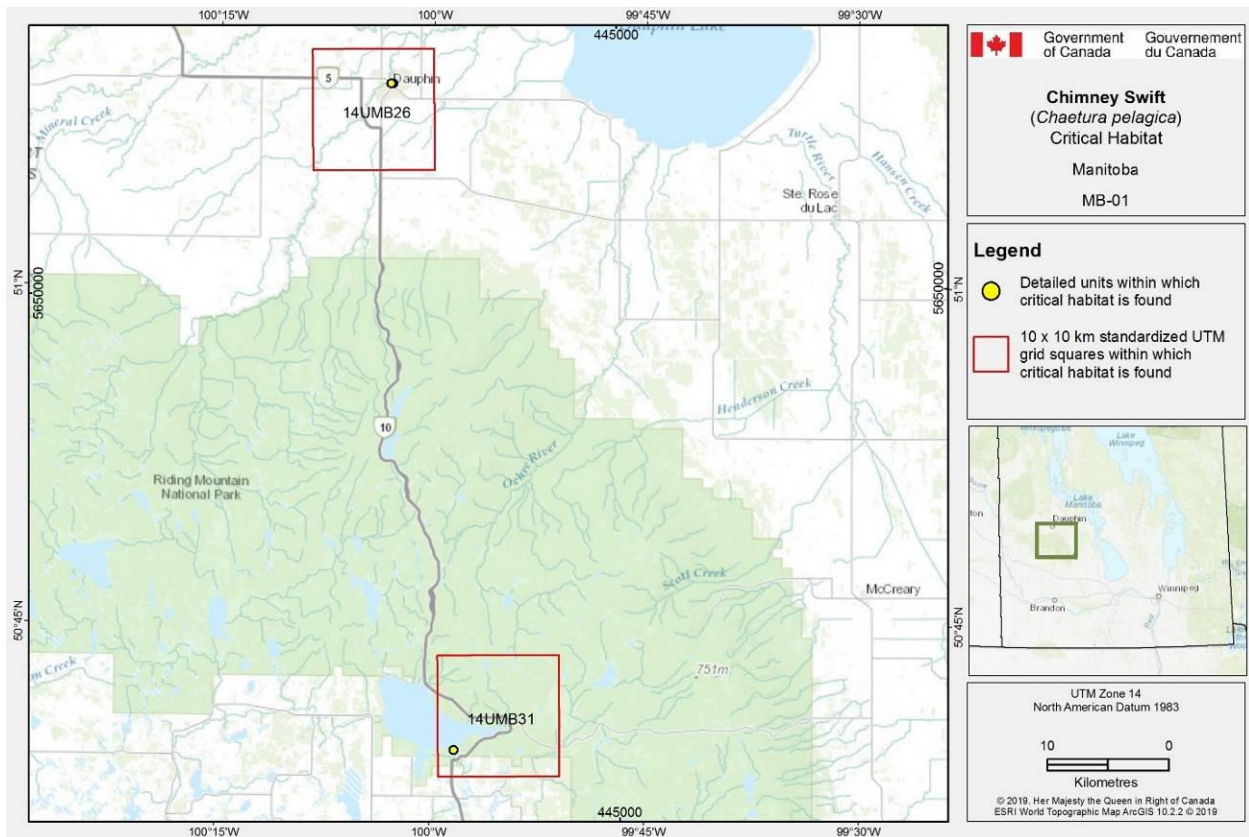 100°15'W
100°W
99°45'W
99°30'W
445000
Dauphin Lake
5
Dauphin
14UMB26
Mineral Creek
Turtle River
Hansen Creek
Ste. Rose
du Lac
51°N
5650000
5650000
51°N
10
Henderson Creek
Ochre River
Riding Mountain
National Park
Scott Creek
McCreary
50°45'N
50°45'N
751m
14UMB31
Creek
445000
100°15'W
100°W
99°45'W
99°30'W
Government
of Canada
Gouvernement
du Canada
Chimney Swift
(Chaetura pelagica)
Critical Habitat
Manitoba
MB-01
Legend
Detailed units within which
critical habitat is found
10 x 10 km standardized UTM
grid squares within which
critical habitat is found
Lake
Winnipeg
Lake
Manitoba
Dauphin
Brandon
Winnipeg
Red
UTM Zone 14
North American Datum 1983
10
0
Kilometres
© 2019. Her Majesty the Queen in Right of Canada
ESRI World Topographic Map ArcGIS 10.2.2 © 2019